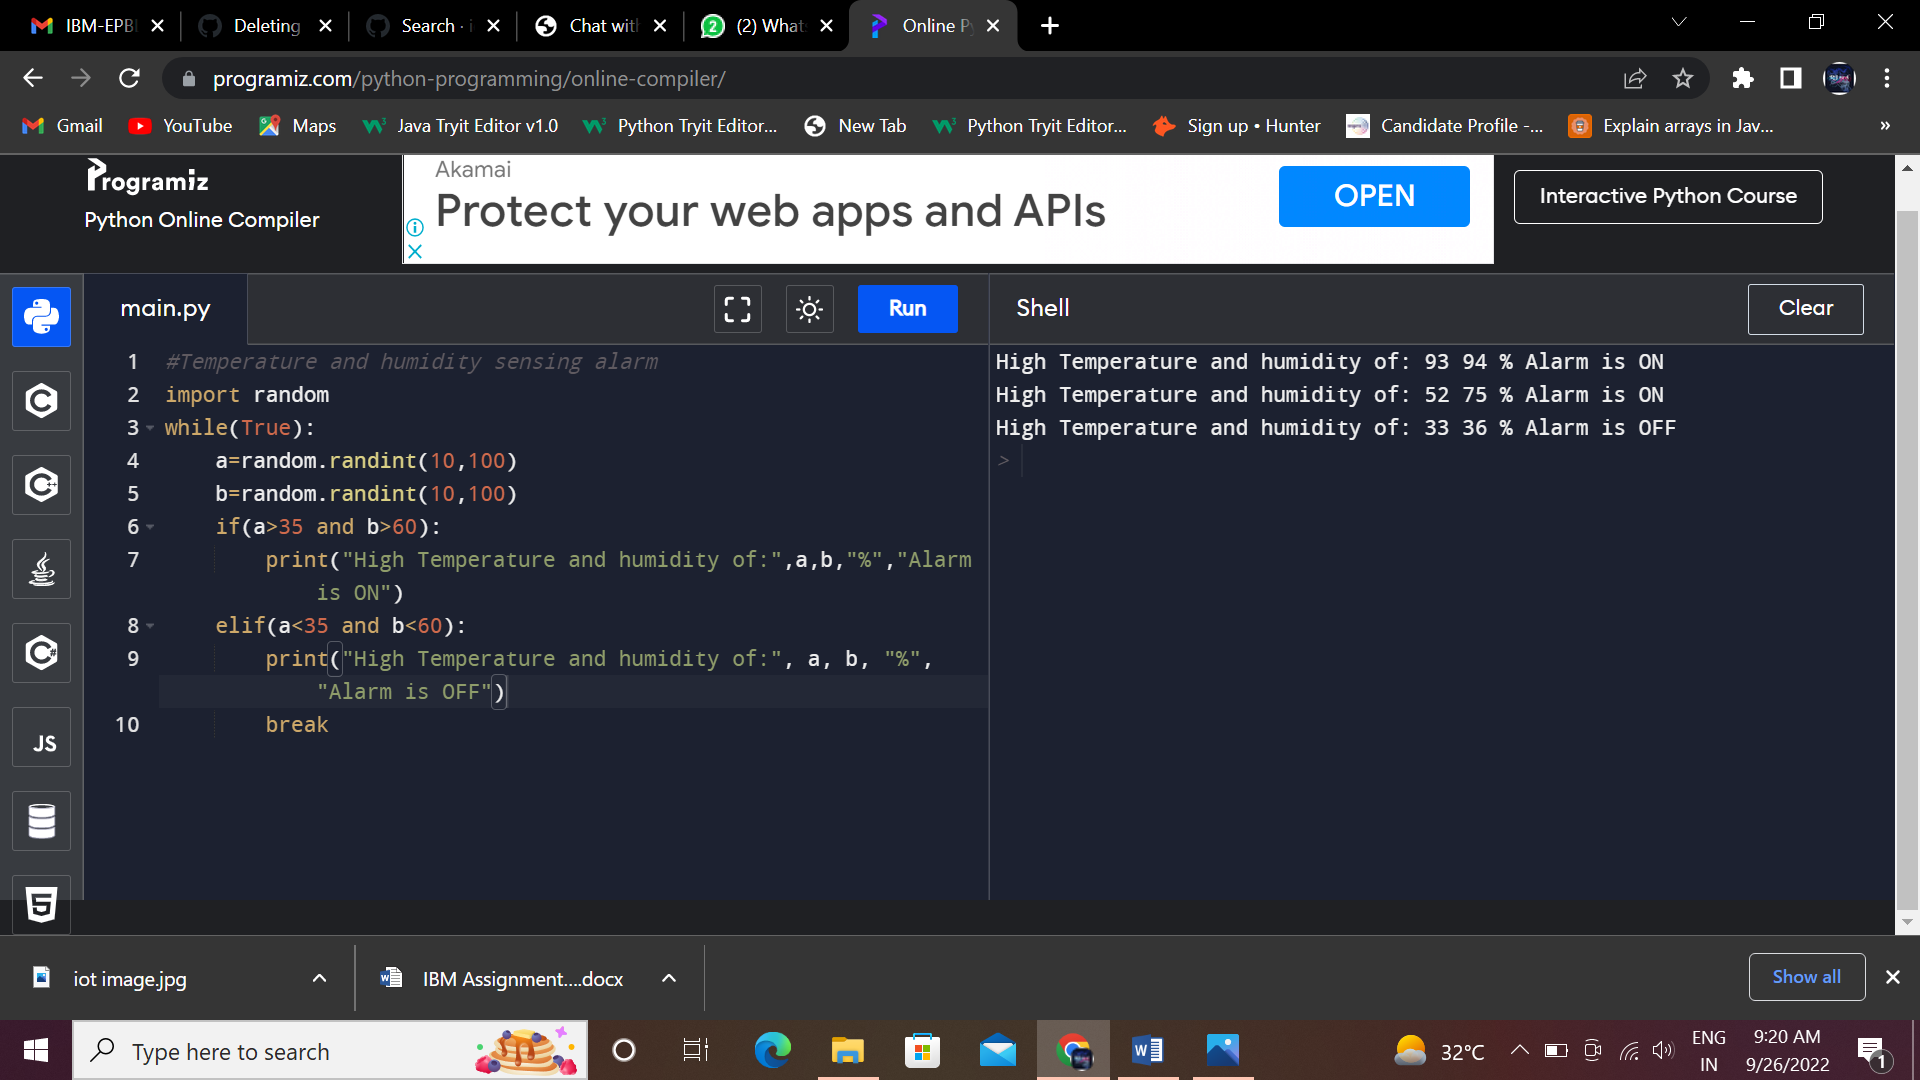 IBM-EPBI
Deleting
Search · i
Chat with
2
(2) What
Online Py
programiz.com/python-programming/online-compiler/
Gmail
YouTube
Maps
Java Tryit Editor v1.0
Python Tryit Editor...
New Tab
Python Tryit Editor...
Sign up • Hunter
Candidate Profile -...
Explain arrays in Jav...
»
Programiz
Python Online Compiler
Akamai
Protect your web apps and APIs
OPEN
Interactive Python Course
main.py
Run
Shell
Clear
1 #Temperature and humidity sensing alarm
2 import random
3 while(True):
4 a=random.randint(10,100)
5 b=random.randint(10,100)
6 if(a>35 and b>60):
7 print("High Temperature and humidity of:",a,b,"%","Alarm
is ON")
8 elif(a<35 and b<60):
9 print("High Temperature and humidity of:", a, b, "%",
"Alarm is OFF")
10 break
High Temperature and humidity of: 93 94 % Alarm is ON
High Temperature and humidity of: 52 75 % Alarm is ON
High Temperature and humidity of: 33 36 % Alarm is OFF
>
JS
iot image.jpg
IBM Assignment....docx
Show all
Type here to search
32°C
ENG
IN
9:20 AM
9/26/2022
1